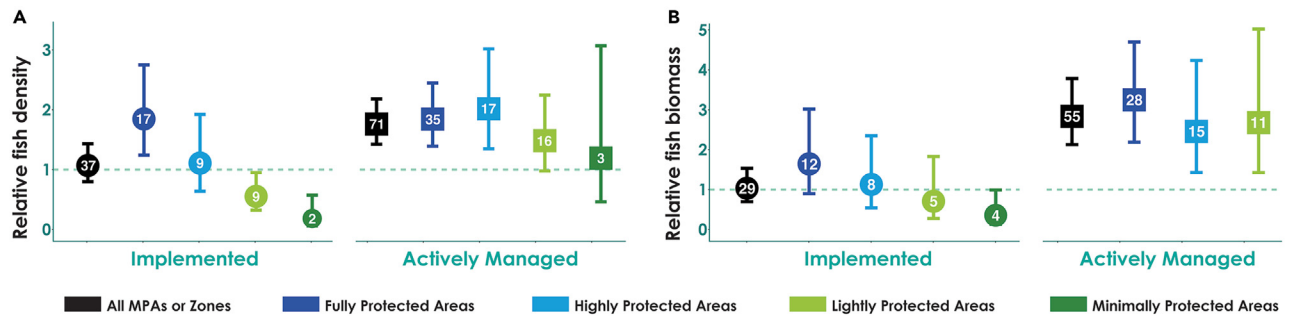 A
Relative fish density
3
2
1
0
37
17
9
9
2
71
35
17
16
3
Implemented
Actively Managed
B
Relative fish biomass
5
4
3
2
1
0
29
12
8
5
4
55
28
15
11
Implemented
Actively Managed
All MPAs or Zones
Fully Protected Areas
Highly Protected Areas
Lightly Protected Areas
Minimally Protected Areas